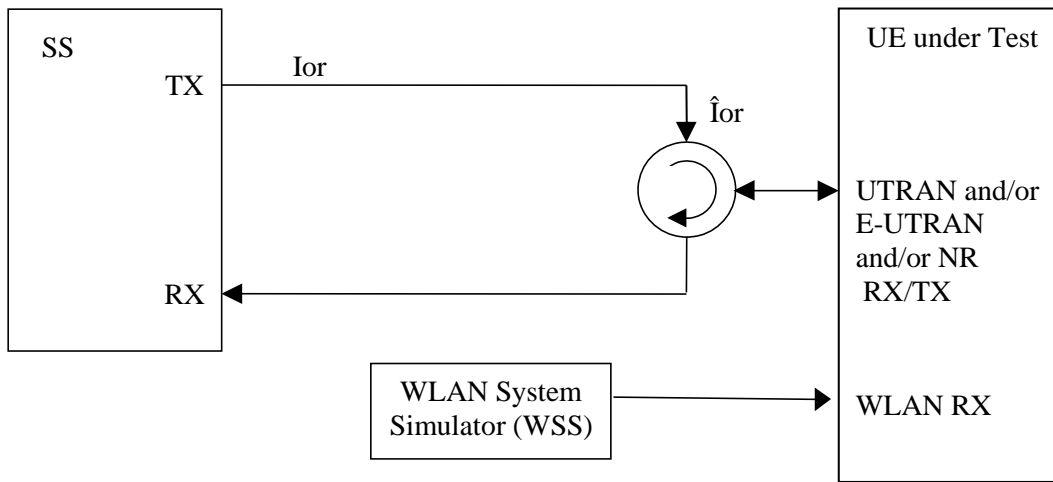 SS
TX
RX
Ior
Îor
UE under Test
UTRAN and/or
E-UTRAN
and/or NR
RX/TX
WLAN RX
WLAN System
Simulator (WSS)